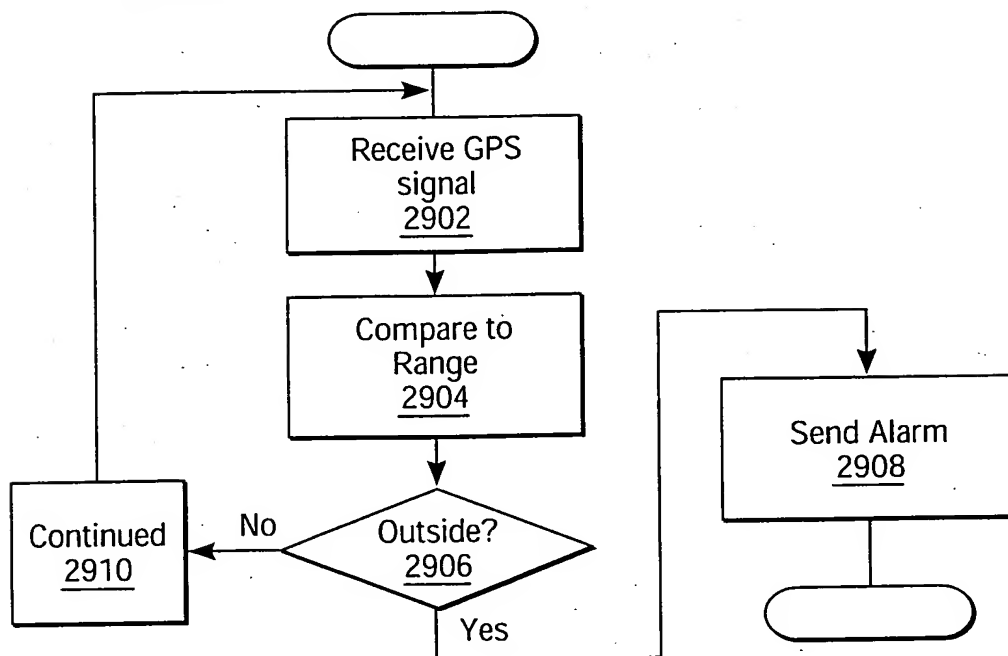 Receive GPS
signal
2902
Compare to
Range
2904
Outside?
2906
No
Yes
Continued
2910
Send Alarm
2908